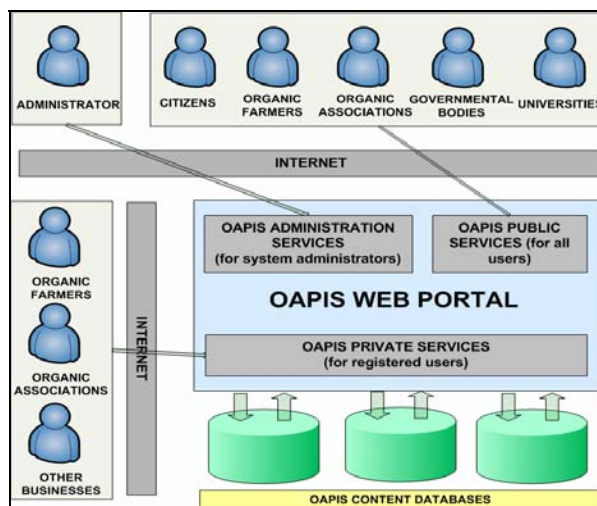 ADMINISTRATOR
CITIZENS
ORGANIC
FARMERS
ORGANIC
ASSOCIATIONS
GOVERNMENTAL
BODIES
UNIVERSITIES
INTERNET
ORGANIC
FARMERS
ORGANIC
ASSOCIATIONS
OTHER
BUSINESSES
INTERNET
OAPIS ADMINISTRATION
SERVICES
(for system administrators)
OAPIS PUBLIC
SERVICES (for all
users)
OAPIS WEB PORTAL
OAPIS PRIVATE SERVICES
(for registered users)
OAPIS CONTENT DATABASES